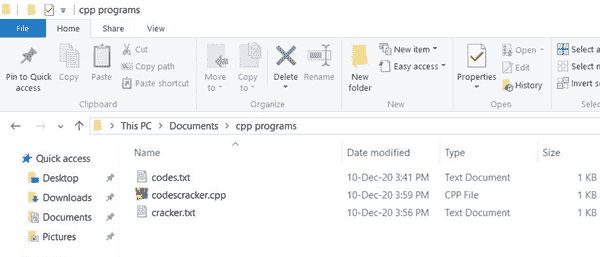 cpp programs
File Home Share View
Pin to Quick access
Copy
Paste
Cut
Copy path
Paste shortcut
Clipboard
Move to
Copy to
Delete
Rename
Organize
New folder
New item
Easy access
New
Properties
Open
Edit
History
Open
Select a
Select n
Invert s
Sele
This PC > Documents > cpp programs
Name Date modified Type Size
Quick access
Desktop
Downloads
Documents
Pictures
codes.txt 10-Dec-20 3:41 PM Text Document 1 KB
codescracker.cpp 10-Dec-20 3:59 PM CPP File 1 KB
cracker.txt 10-Dec-20 3:56 PM Text Document 1 KB